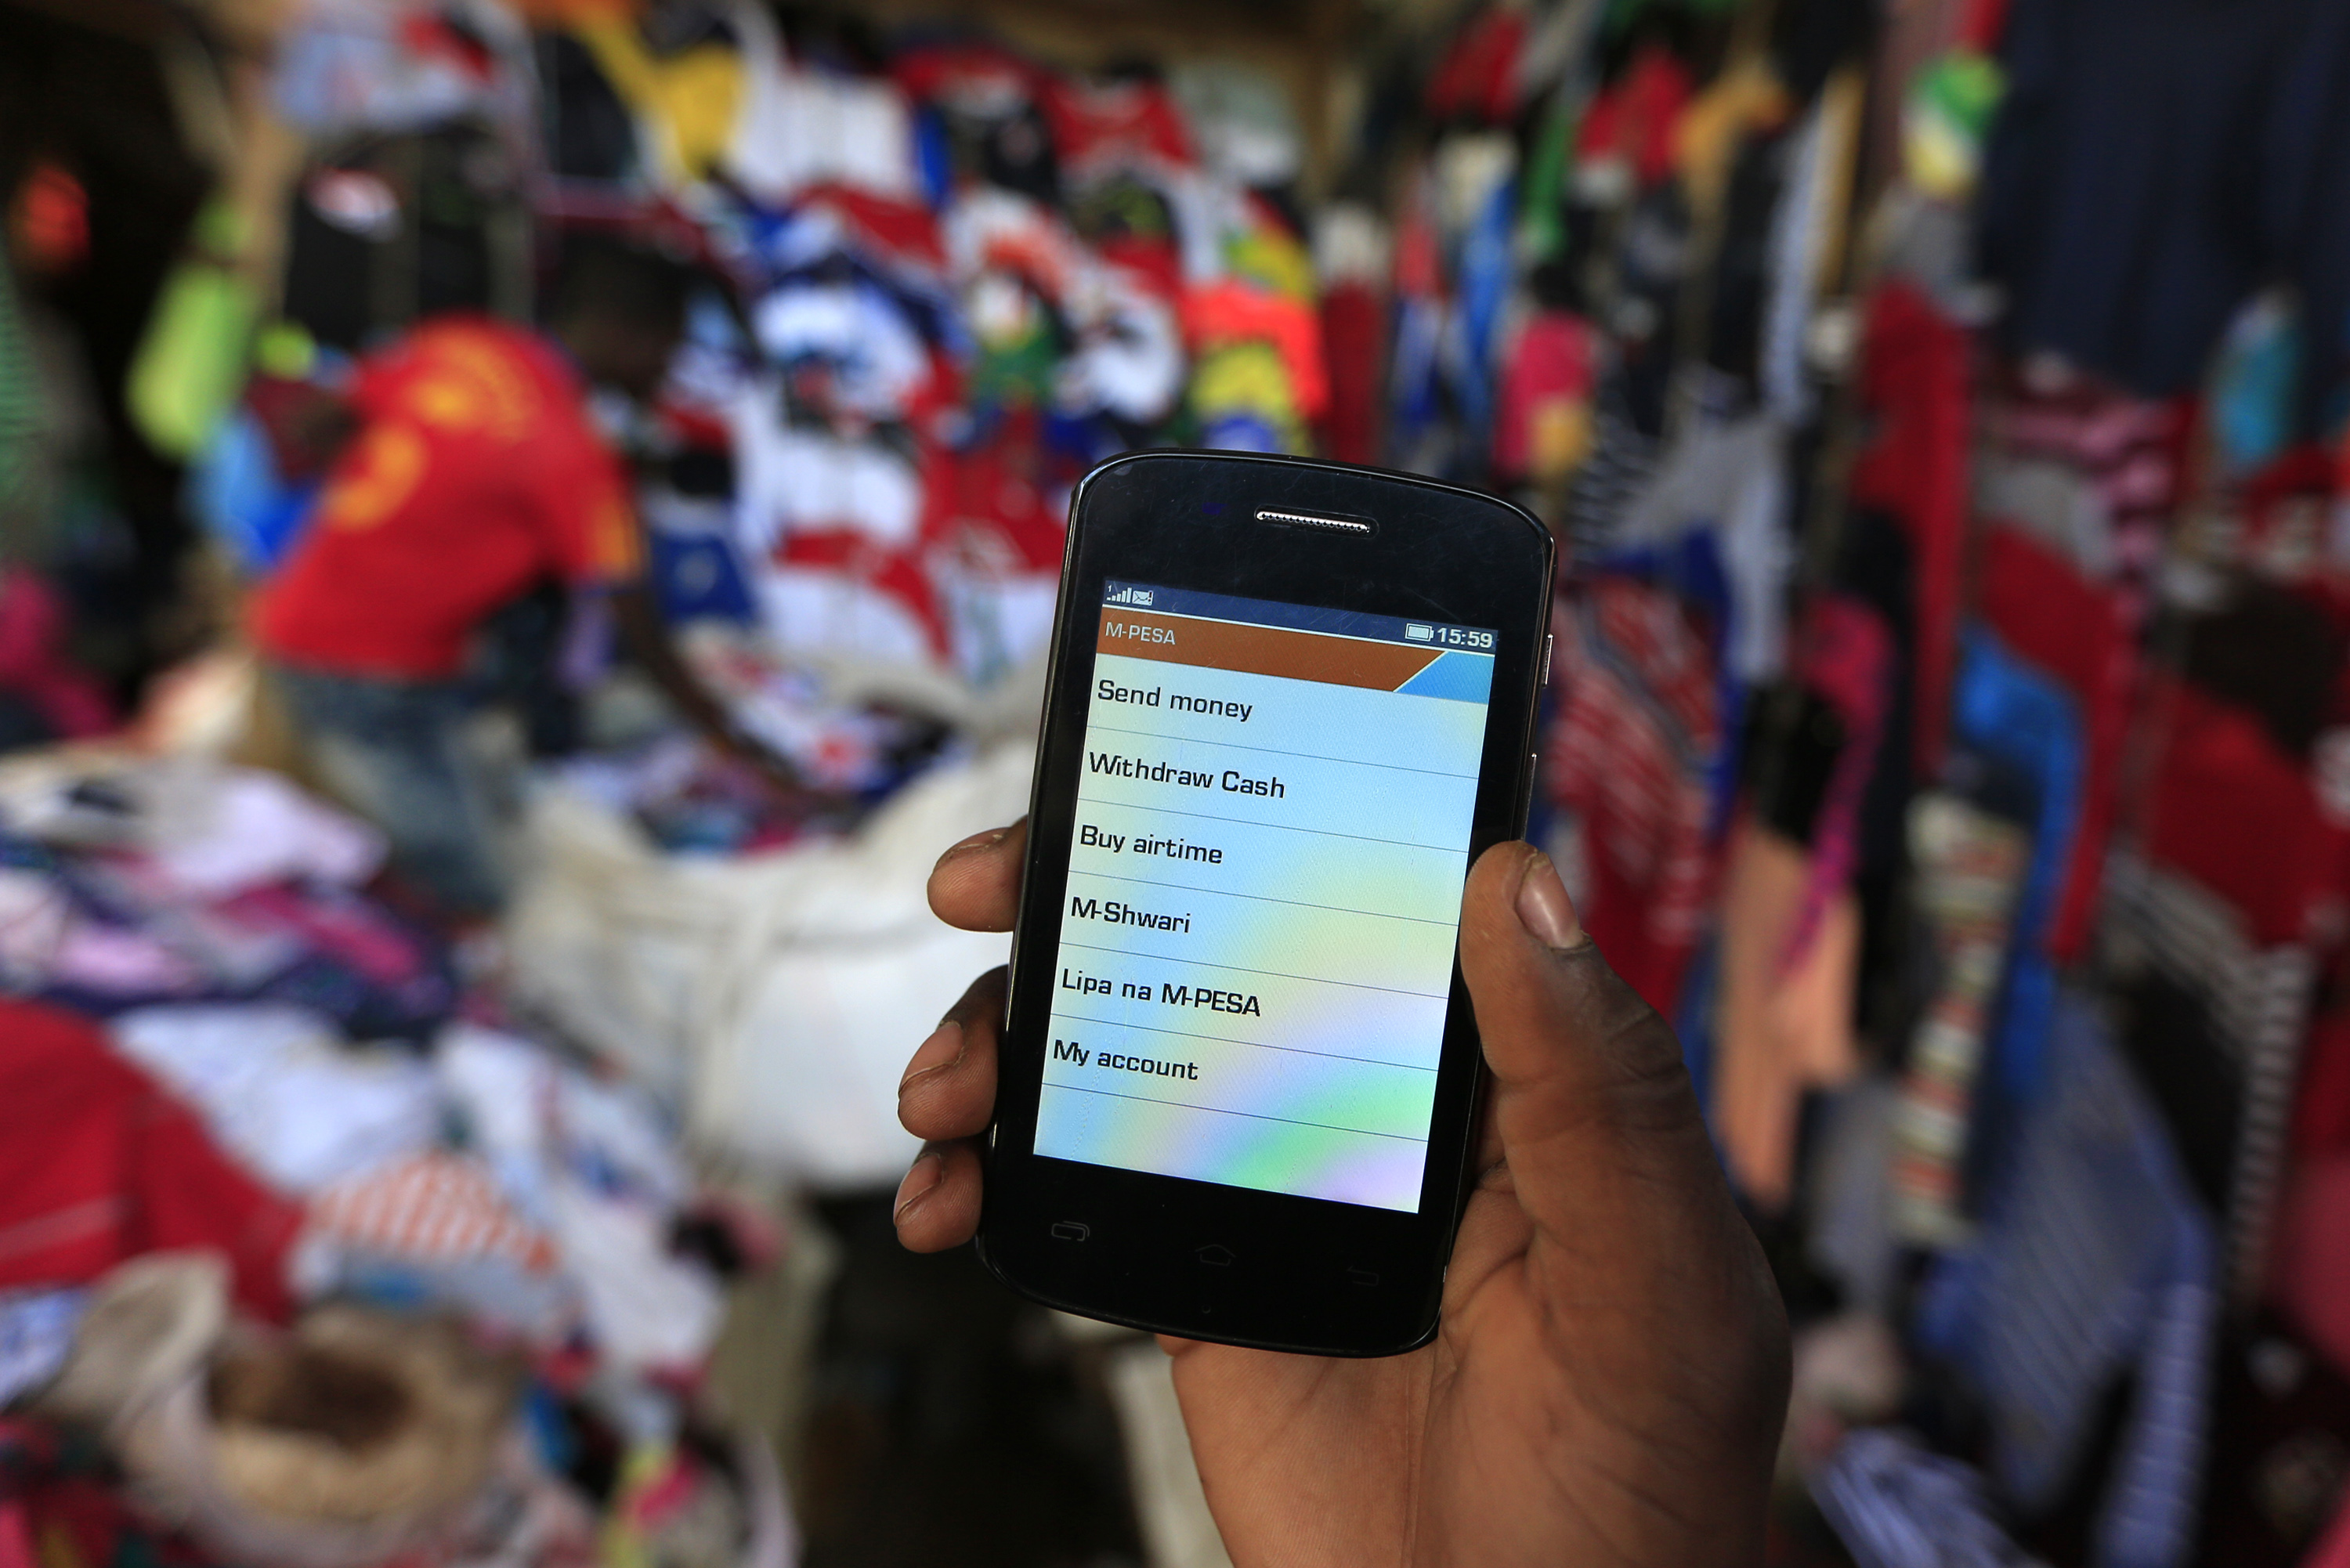 15:59
M-PESA
Send money
Withdraw Cash
Buy airtime
M-Shwari
Lipa na M-PESA
My account